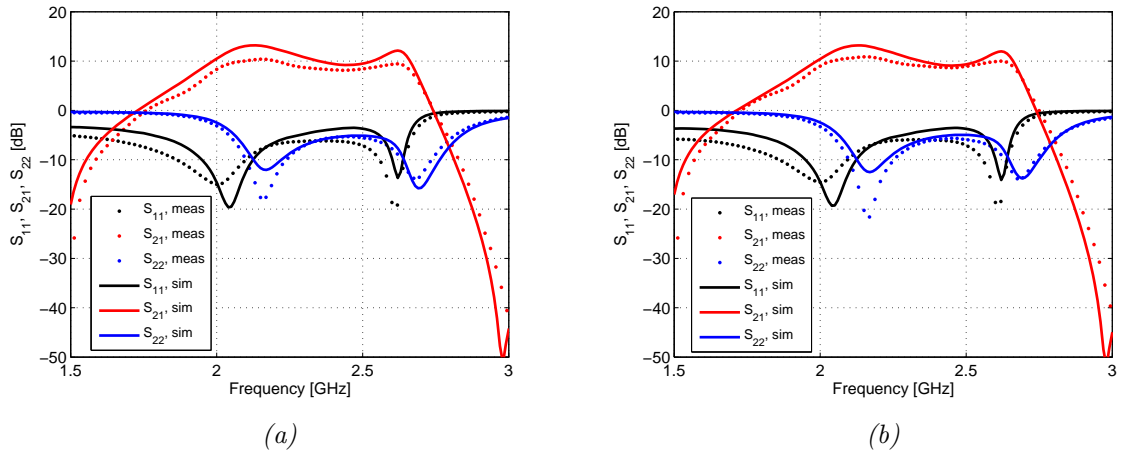 20
10
0
−10
−20
−30
−40
−50
S11, S21, S22 [dB]
S11, meas
S21, meas
S22, meas
S11, sim
S21, sim
S22, sim
1.5 2 2.5 3
Frequency [GHz]
(a)
20
10
0
−10
−20
−30
−40
−50
S11, S21, S22 [dB]
S11, meas
S21, meas
S22, meas
S11, sim
S21, sim
S22, sim
1.5 2 2.5 3
Frequency [GHz]
(b)